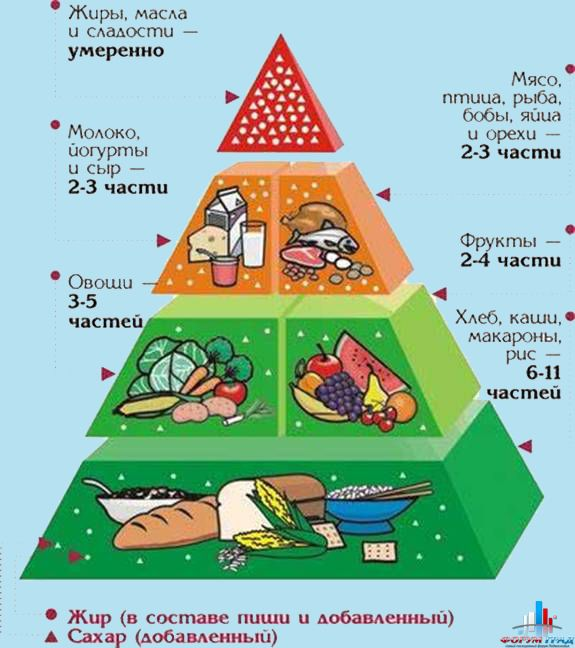 Жиры, масла
и сладости —
умеренно
Мясо,
птица, рыба,
бобы, яйца
и орехи —
2-3 части
Молоко,
йогурты
и сыр —
2-3 части
Фрукты —
2-4 части
Овощи —
3-5
частей
Хлеб, каши,
макароны,
рис —
6-11
частей
Жир (в составе пищи и добавленный)
Сахар (добавленный)
ФОРУМГРАД